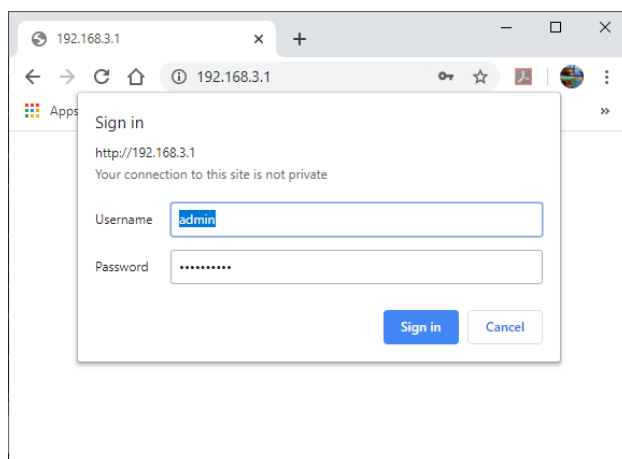 192.168.3.1
192.168.3.1
Apps
Sign in
http://192.168.3.1
Your connection to this site is not private
Username admin
Password ••••••••••
Sign in Cancel